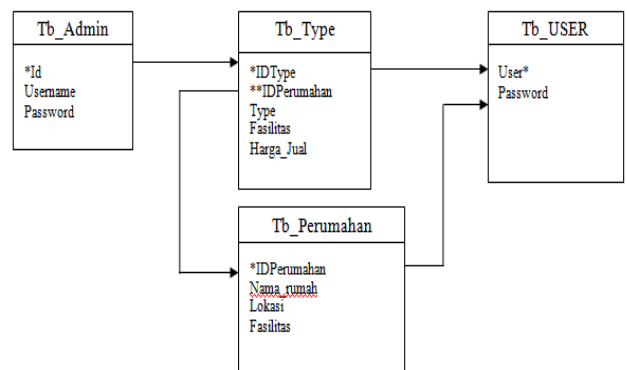 Tb_Admin
*Id
Username
Password
Tb_Type
*IDType
**IDPerumahan
Type
Fasilitas
Harga_Jual
Tb_USER
User*
Password
Tb_Perumahan
*IDPerumahan
Nama_rumah
Lokasi
Fasilitas